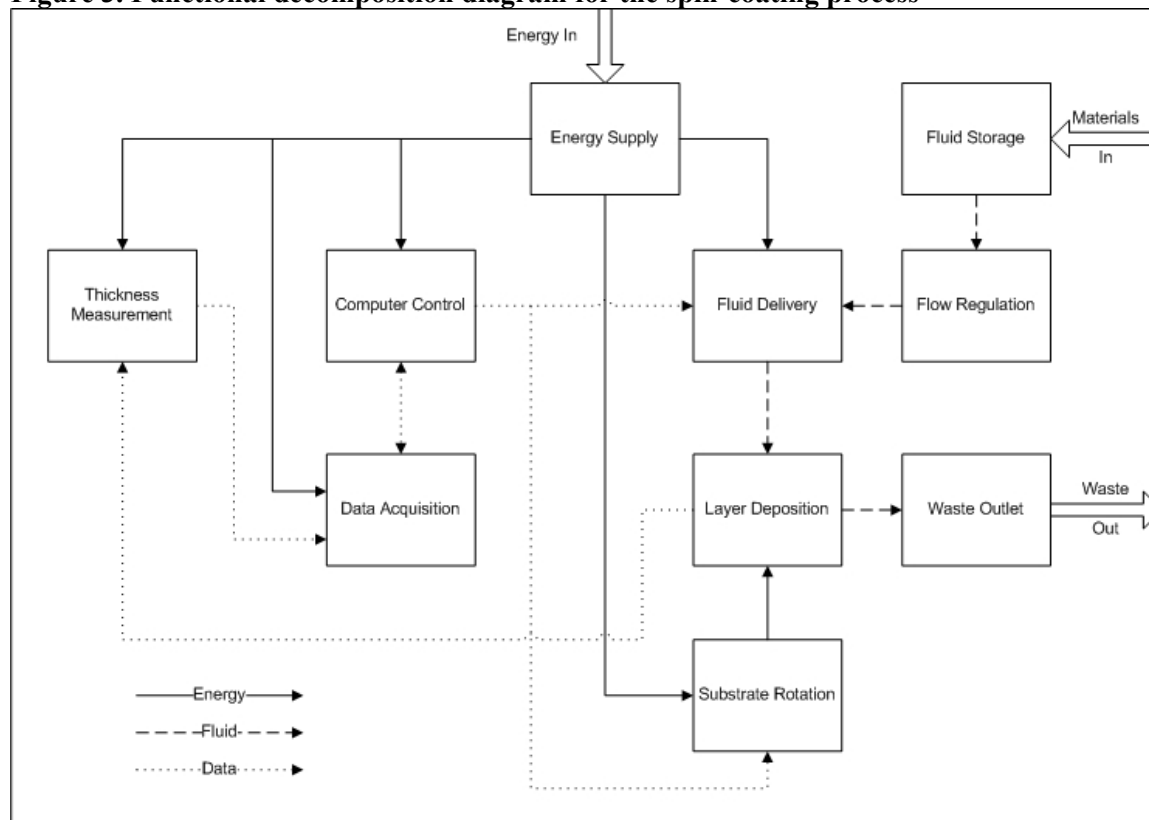 Figure 3. Functional decomposition diagram for the spin-coating process
Energy In
Energy Supply
Fluid Storage
Materials
In
Thickness
Measurement
Computer Control
Fluid Delivery
Flow Regulation
Data Acquisition
Layer Deposition
Waste Outlet
Waste
Out
Substrate Rotation
Energy
Fluid
Data